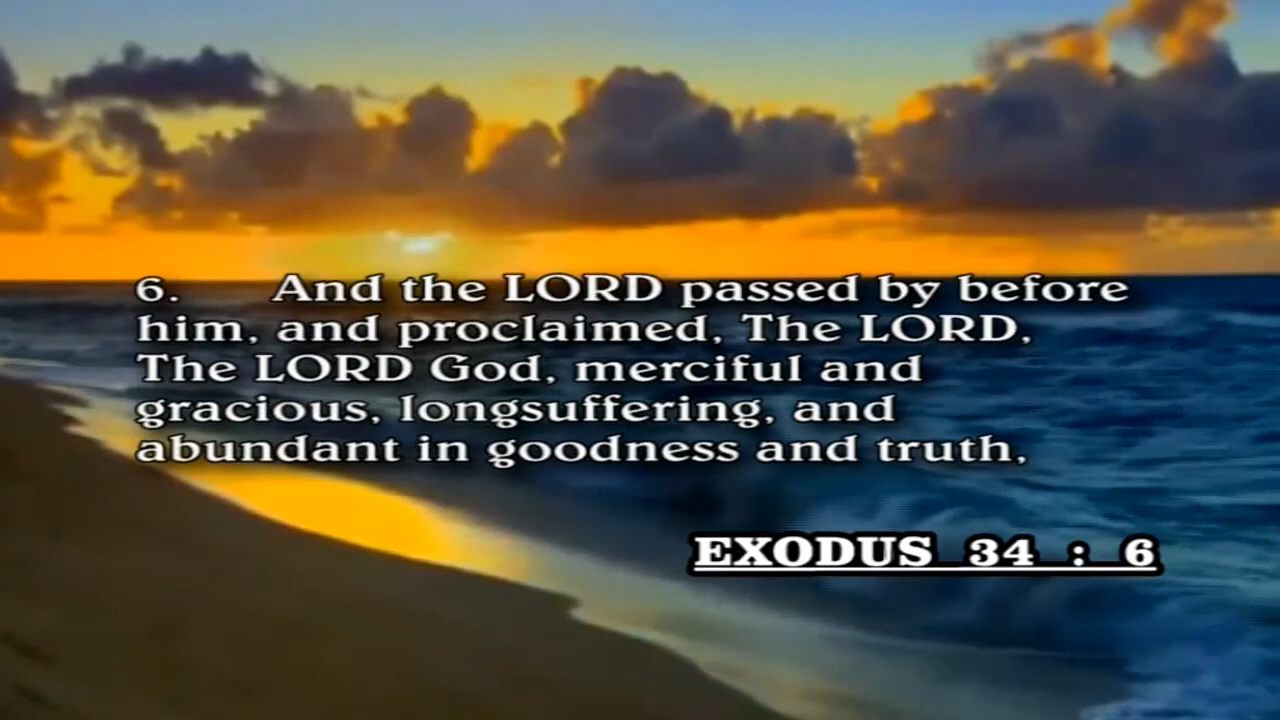 6. And the LORD passed by before
him, and proclaimed, The LORD,
The LORD God, merciful and
gracious, longsuffering, and
abundant in goodness and truth,
EXODUS 34 : 6